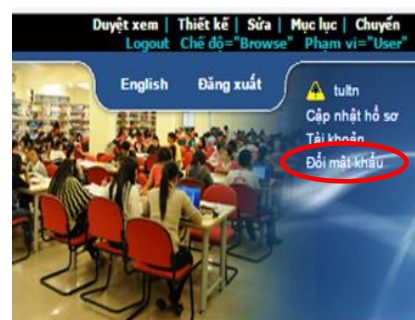 Duyệt xem | Thiết kế | Sửa | Mục lục | Chuyển
Logout Chế độ="Browse" Phạm vi="User"
English Đăng xuất
tultn
Cập nhật hồ sơ
Tài khoản
Đổi mật khẩu